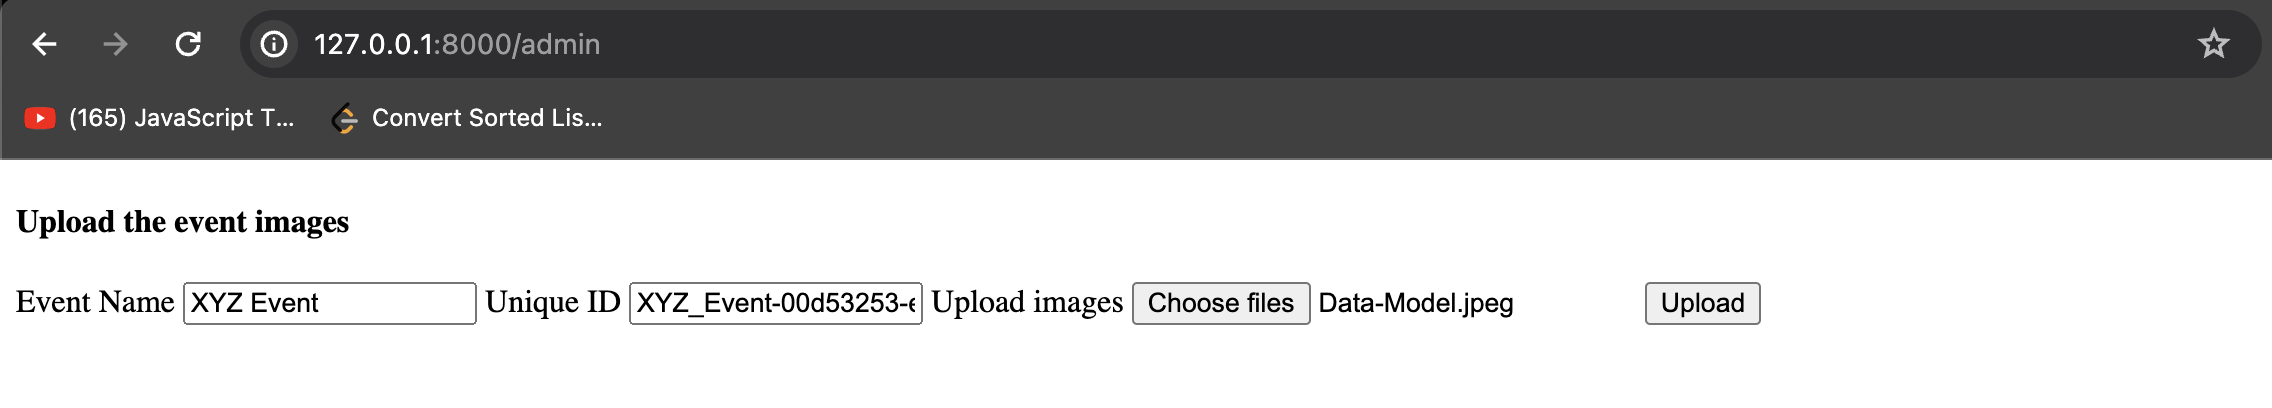 127.0.0.1:8000/admin
(165) JavaScript T...
Convert Sorted Lis...
Upload the event images
Event Name XYZ Event Unique ID XYZ_Event-00d53253-e Upload images Choose files Data-Model.jpeg Upload